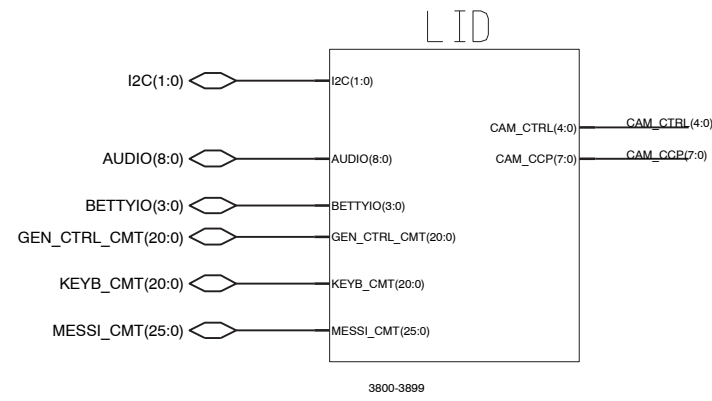 LID
I2C(1:0)
I2C(1:0)
CAM_CTRL(4:0)
CAM_CTRL(4:0)
AUDIO(8:0)
AUDIO(8:0)
CAM_CCP(7:0)
CAM_CCP(7:0)
BETTYIO(3:0)
BETTYIO(3:0)
GEN_CTRL_CMT(20:0)
GEN_CTRL_CMT(20:0)
KEYB_CMT(20:0)
KEYB_CMT(20:0)
MESSI_CMT(25:0)
MESSI_CMT(25:0)
3800-3899